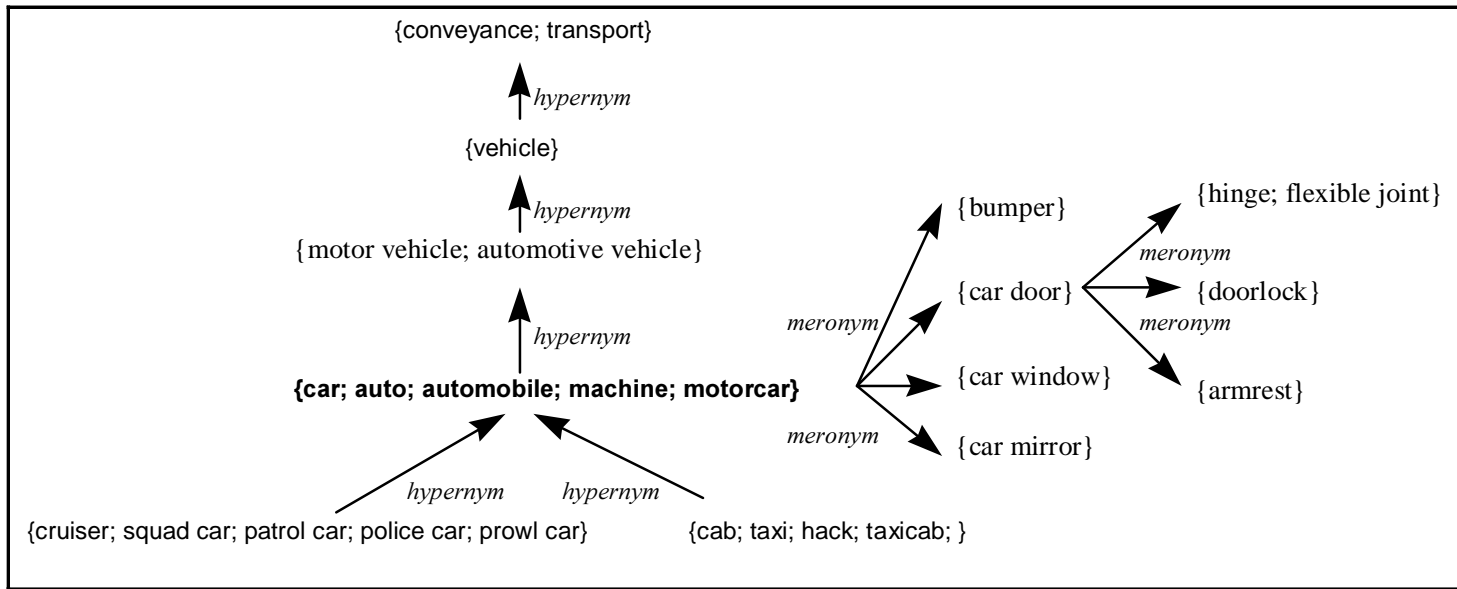 {conveyance; transport}
hypernym
{vehicle}
hypernym
{motor vehicle; automotive vehicle}
hypernym
{car; auto; automobile; machine; motorcar}
hypernym
hypernym
{cruiser; squad car; patrol car; police car; prowl car}
{cab; taxi; hack; taxicab; }
meronym
meronym
{bumper}
{car door}
{car window}
{car mirror}
meronym
meronym
{hinge; flexible joint}
{doorlock}
{armrest}